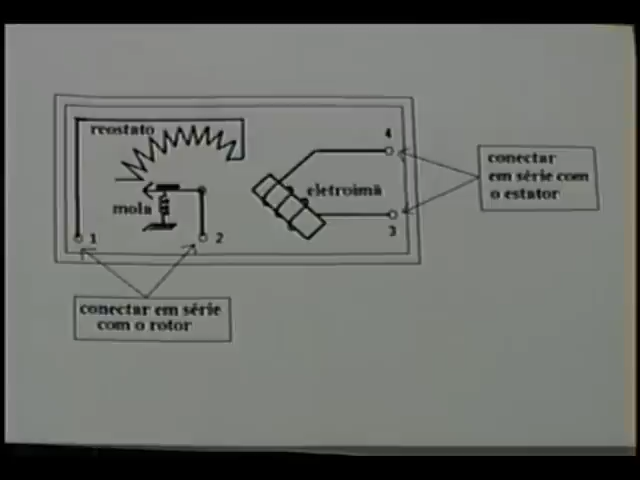 reostato
4
conectar
em série com
o estator
eletroimã
mola
1
2
3
conectar em série
com o rotor